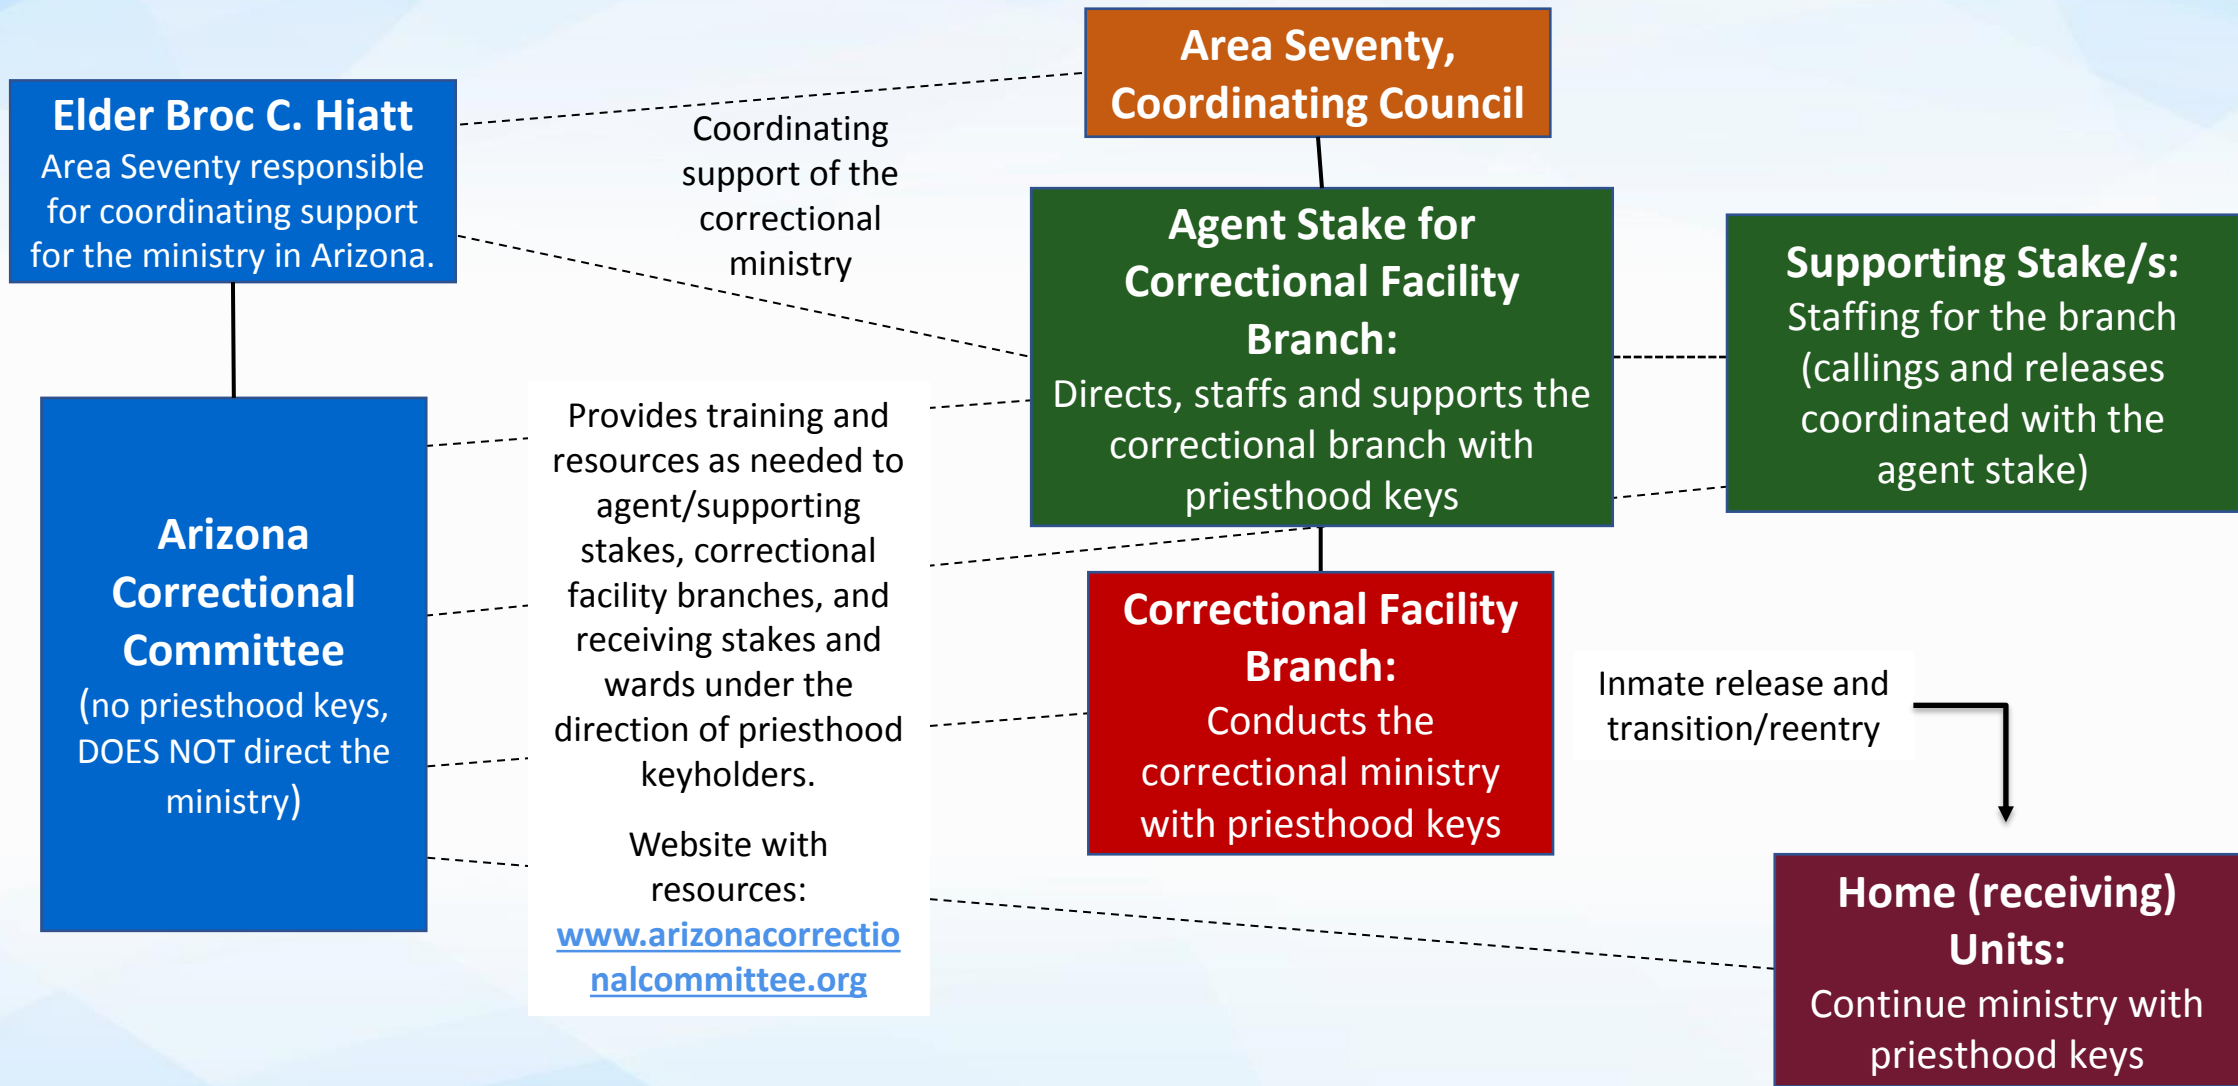 Elder Broc C. Hiatt
Area Seventy responsible
for coordinating support
for the ministry in Arizona.
Coordinating
support of the
correctional
ministry
Area Seventy,
Coordinating Council
Agent Stake for
Correctional Facility
Branch:
Directs, staffs and supports the
correctional branch with
priesthood keys
Supporting Stake/s:
Staffing for the branch
(callings and releases
coordinated with the
agent stake)
Arizona
Correctional
Committee
(no priesthood keys,
DOES NOT direct the
ministry)
Provides training and
resources as needed to
agent/supporting
stakes, correctional
facility branches, and
receiving stakes and
wards under the
direction of priesthood
keyholders.
Website with
resources:
www.arizonacorrectio
nalcommittee.org
Correctional Facility
Branch:
Conducts the
correctional ministry
with priesthood keys
Inmate release and
transition/reentry
Home (receiving)
Units:
Continue ministry with
priesthood keys